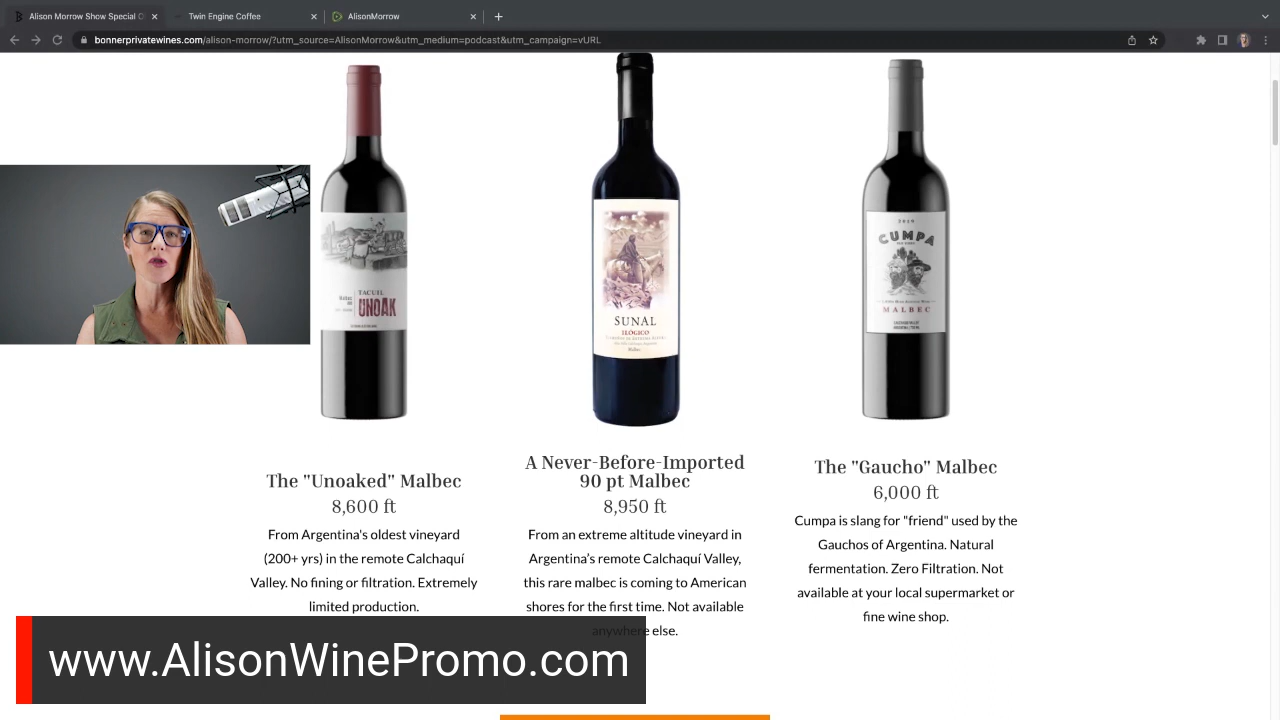 Alison Morrow Show Special O
Twin Engine Coffee
AlisonMorrow
bonnerprivatewines.com/alison-morrow/?utm_source=AlisonMorrow&utm_medium=podcast&utm_campaign=vURL
TACUIL
UNOAK
SUNAL
ILÓGICO
Malbec
2020
CUMPA
MALBEC
The "Unoaked" Malbec
8,600 ft
From Argentina's oldest vineyard
(200+ yrs) in the remote Calchaquí
Valley. No fining or filtration. Extremely
limited production.
A Never-Before-Imported
90 pt Malbec
8,950 ft
From an extreme altitude vineyard in
Argentina's remote Calchaquí Valley,
this rare malbec is coming to American
shores for the first time. Not available
anywhere else.
The "Gaucho" Malbec
6,000 ft
Cumpa is slang for "friend" used by the
Gauchos of Argentina. Natural
fermentation. Zero Filtration. Not
available at your local supermarket or
fine wine shop.
www.AlisonWinePromo.com